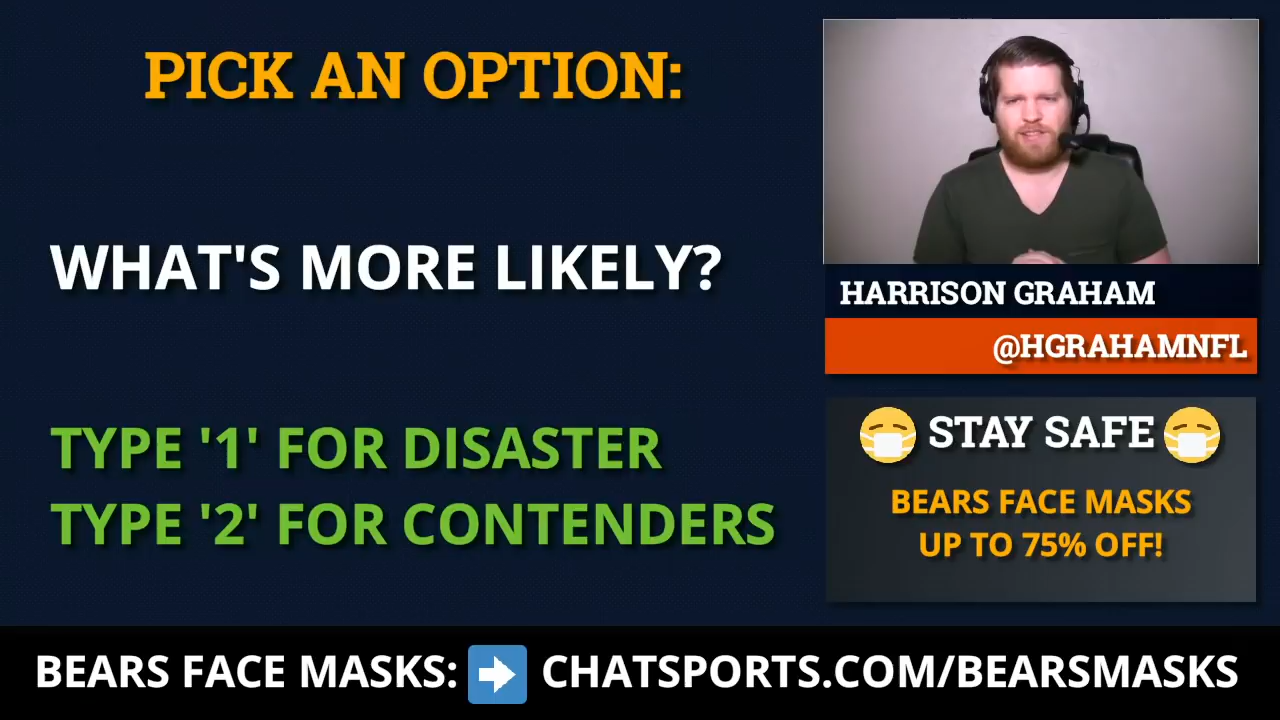 PICK AN OPTION:
WHAT'S MORE LIKELY?
TYPE '1' FOR DISASTER
TYPE '2' FOR CONTENDERS
HARRISON GRAHAM
@HGRAHAMNFL
STAY SAFE
BEARS FACE MASKS
UP TO 75% OFF!
BEARS FACE MASKS: CHATSPORTS.COM/BEARSMASKS